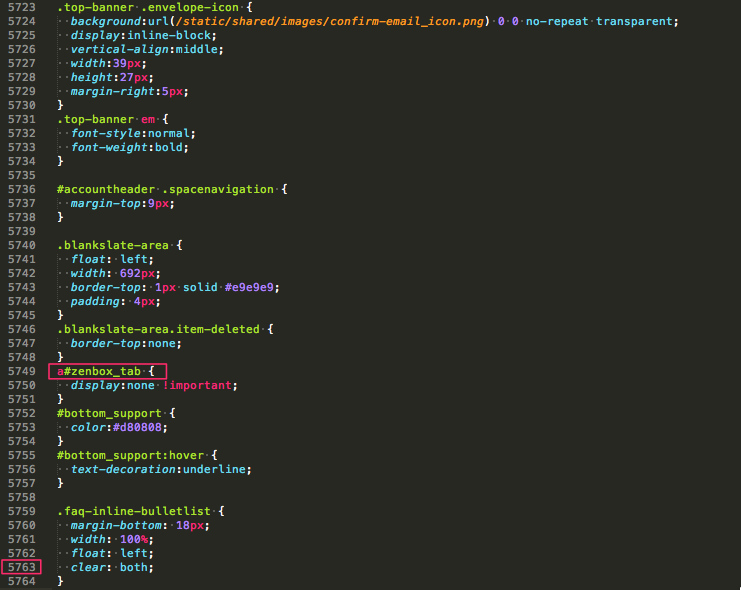 5723 .top-banner .envelope-icon {
5724   background:url(/static/shared/images/confirm-email_icon.png) 0 0 no-repeat transparent;
5725   display:inline-block;
5726   vertical-align:middle;
5727   width:39px;
5728   height:27px;
5729   margin-right:5px;
5730 }
5731 .top-banner em {
5732   font-style:normal;
5733   font-weight:bold;
5734 }
5735
5736 #accountheader .spacenavigation {
5737   margin-top:9px;
5738 }
5739
5740 .blankslate-area {
5741   float: left;
5742   width: 692px;
5743   border-top: 1px solid #e9e9e9;
5744   padding: 4px;
5745 }
5746 .blankslate-area.item-deleted {
5747   border-top:none;
5748 }
5749 a#zenbox_tab {
5750   display:none !important;
5751 }
5752 #bottom_support {
5753   color:#d80808;
5754 }
5755 #bottom_support:hover {
5756   text-decoration:underline;
5757 }
5758
5759 .faq-inline-bulletlist {
5760   margin-bottom: 18px;
5761   width: 100%;
5762   float: left;
5763   clear: both;
5764 }